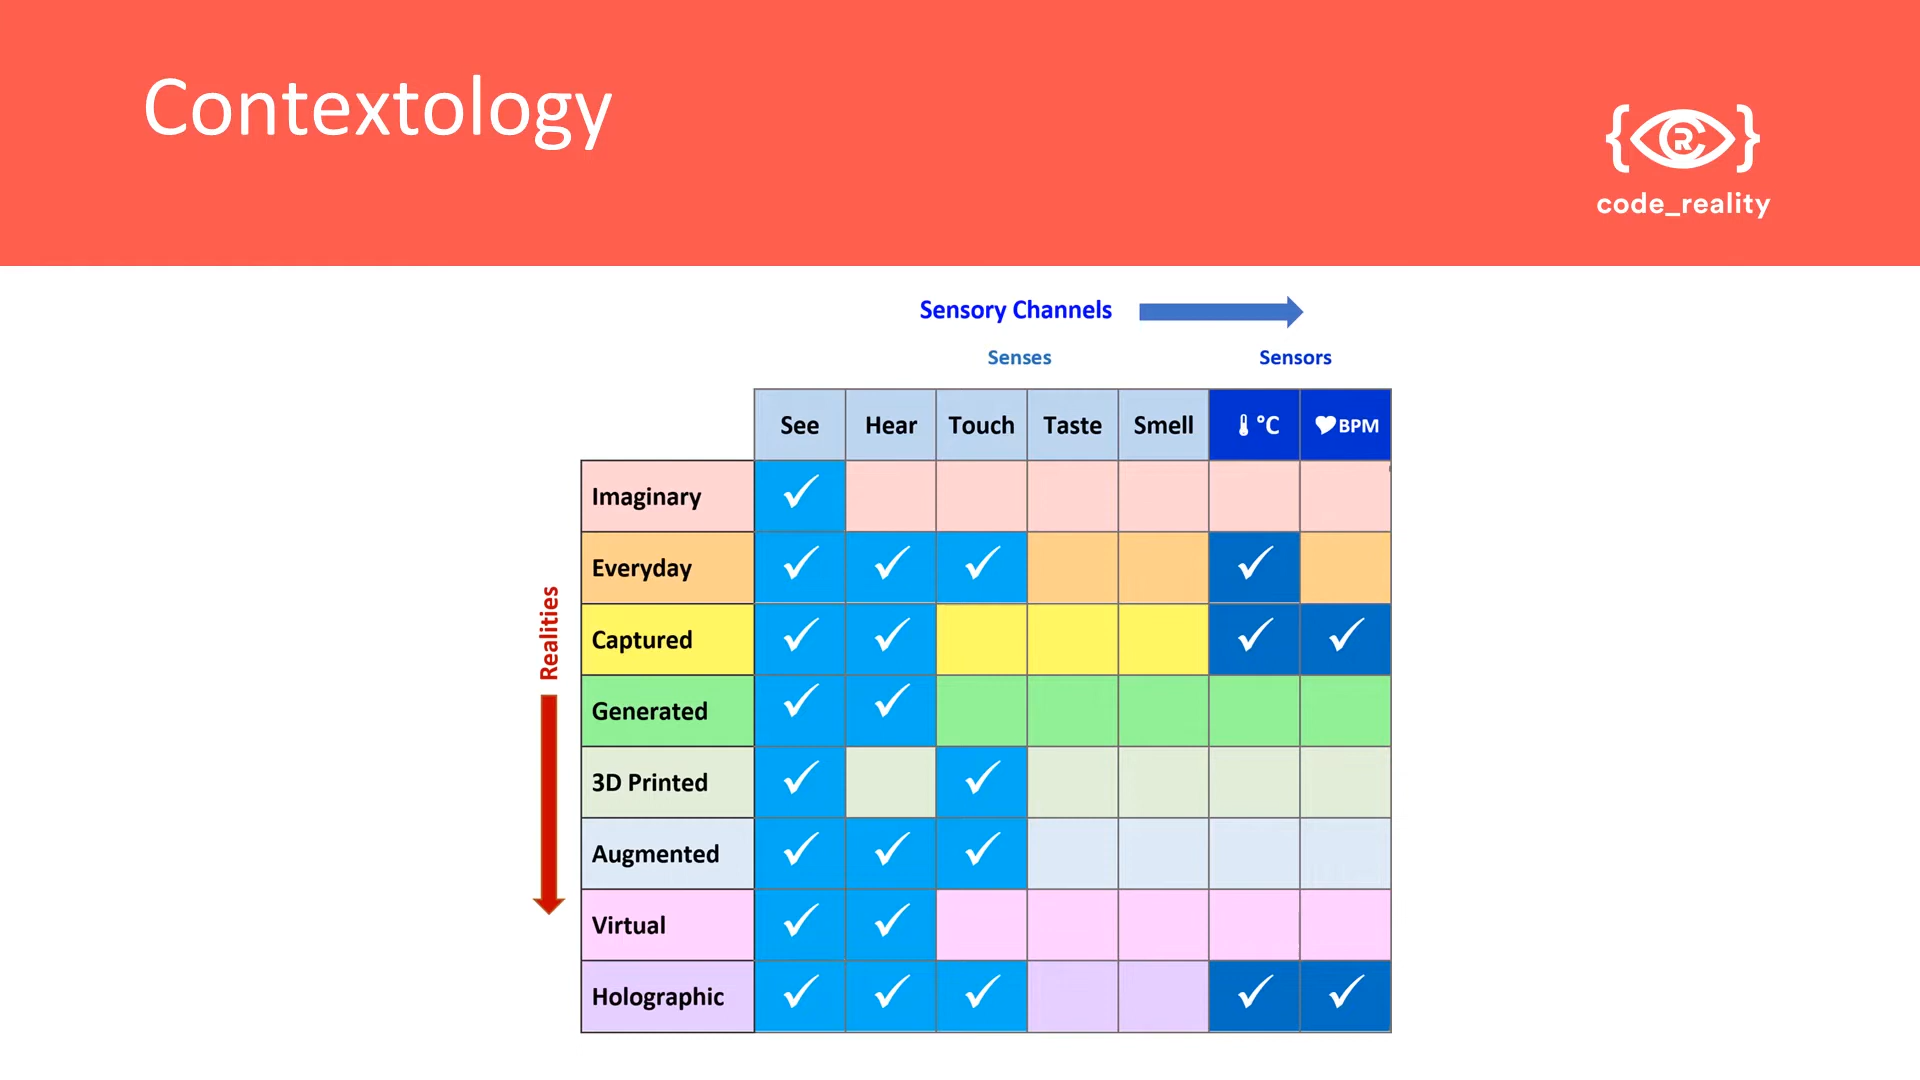 Contextology
{R}
code_reality
Sensory Channels
Senses Sensors
See Hear Touch Taste Smell °C BPM
Imaginary ✓
Everyday ✓ ✓ ✓ ✓
Captured ✓ ✓ ✓ ✓
Generated ✓ ✓
3D Printed ✓ ✓
Augmented ✓ ✓ ✓
Virtual ✓ ✓
Holographic ✓ ✓ ✓ ✓ ✓
Realities